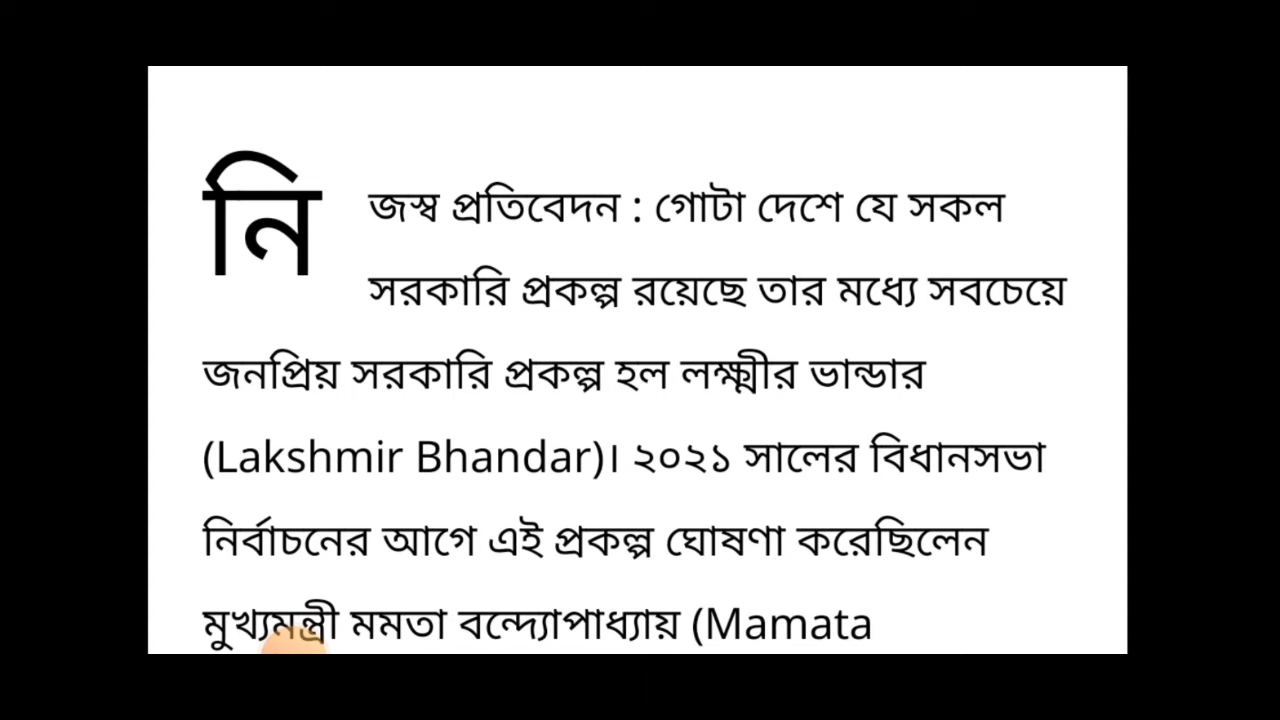 নিজস্ব প্রতিবেদন : গোটা দেশে যে সকল
সরকারি প্রকল্প রয়েছে তার মধ্যে সবচেয়ে
জনপ্রিয় সরকারি প্রকল্প হল লক্ষ্মীর ভান্ডার
(Lakshmir Bhandar)। ২০২১ সালের বিধানসভা
নির্বাচনের আগে এই প্রকল্প ঘোষণা করেছিলেন
মুখ্যমন্ত্রী মমতা বন্দ্যোপাধ্যায় (Mamata